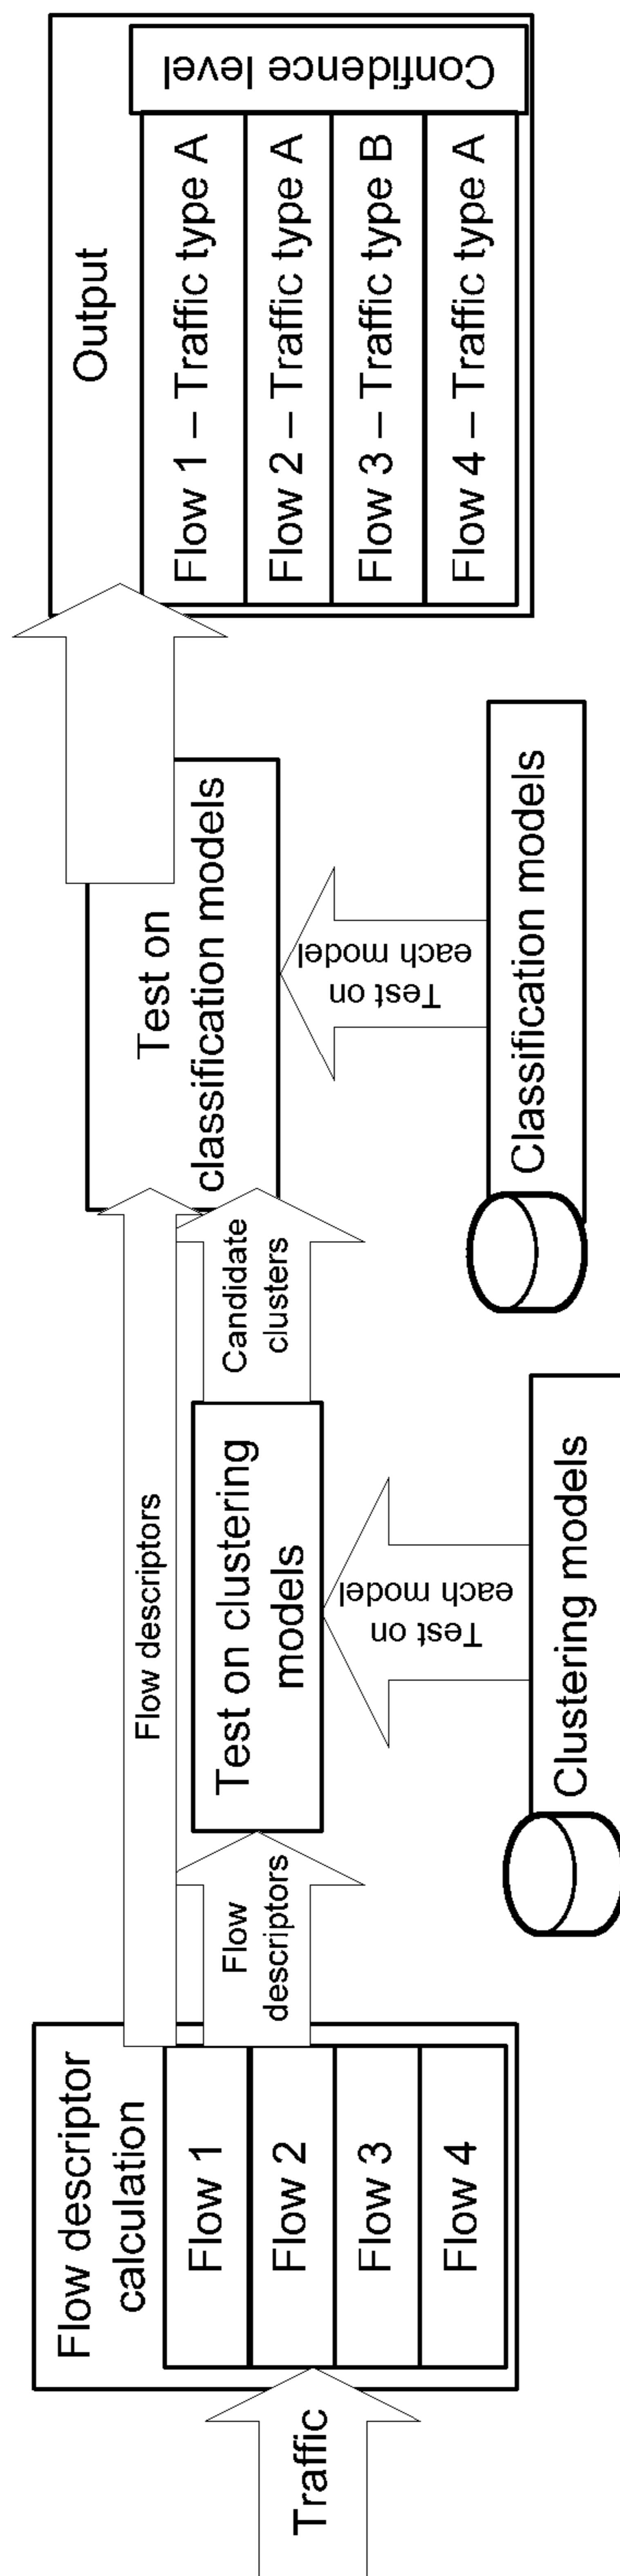 Traffic
Flow descriptor
calculation
Flow 1
Flow 2
Flow 3
Flow 4
Flow descriptors
Flow
descriptors
Test on clustering
models
Test on
each model
Clustering models
Candidate
clusters
Test on
classification models
Test on
each model
Classification models
Output
Flow 1 – Traffic type A
Flow 2 – Traffic type A
Flow 3 – Traffic type B
Flow 4 – Traffic type A
Confidence level